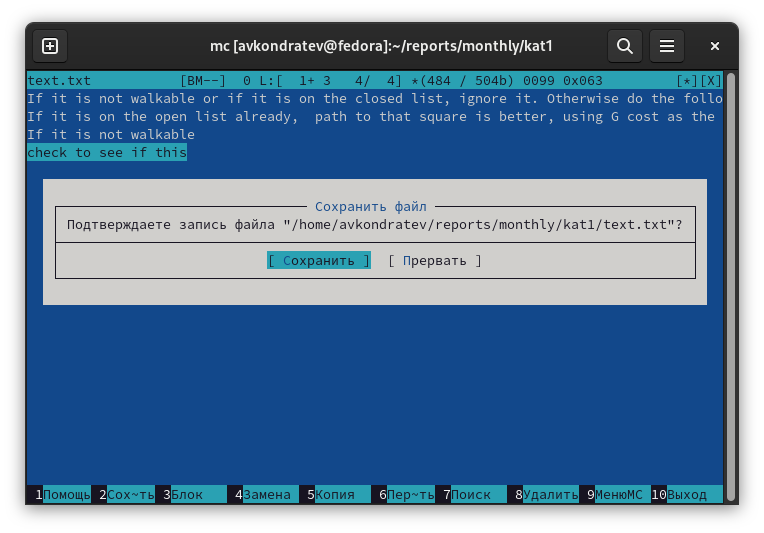 mc [avkondratev@fedora]:~/reports/monthly/kat1
text.txt [BM--] 0 L:[ 1+ 3 4/ 4] *(484 / 504b) 0099 0x063 [*][X]
If it is not walkable or if it is on the closed list, ignore it. Otherwise do the follo
If it is on the open list already,  path to that square is better, using G cost as the
If it is not walkable
check to see if this
Сохранить файл
Подтверждаете запись файла "/home/avkondratev/reports/monthly/kat1/text.txt"?
[ Сохранить ] [ Прервать ]
1Помощь 2Сох~ть 3Блок 4Замена 5Копия 6Пер~ть 7Поиск 8Удалить 9МенюMC 10Выход